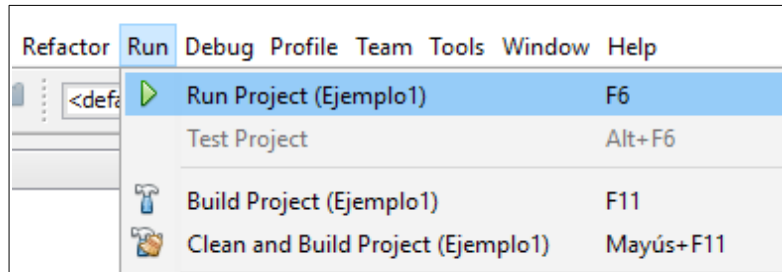 Refactor Run Debug Profile Team Tools Window Help
<defa
Run Project (Ejemplo1) F6
Test Project Alt+F6
Build Project (Ejemplo1) F11
Clean and Build Project (Ejemplo1) Mayús+F11